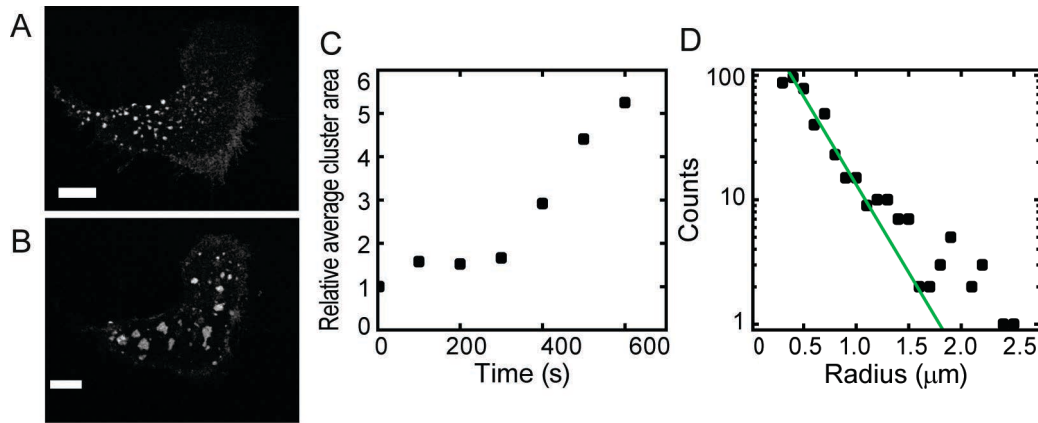 A
B
C
Relative average cluster area
6
5
4
3
2
1
0
0 200 400 600
Time (s)
D
Counts
100
10
1
0 0.5 1.0 1.5 2.0 2.5
Radius (μm)